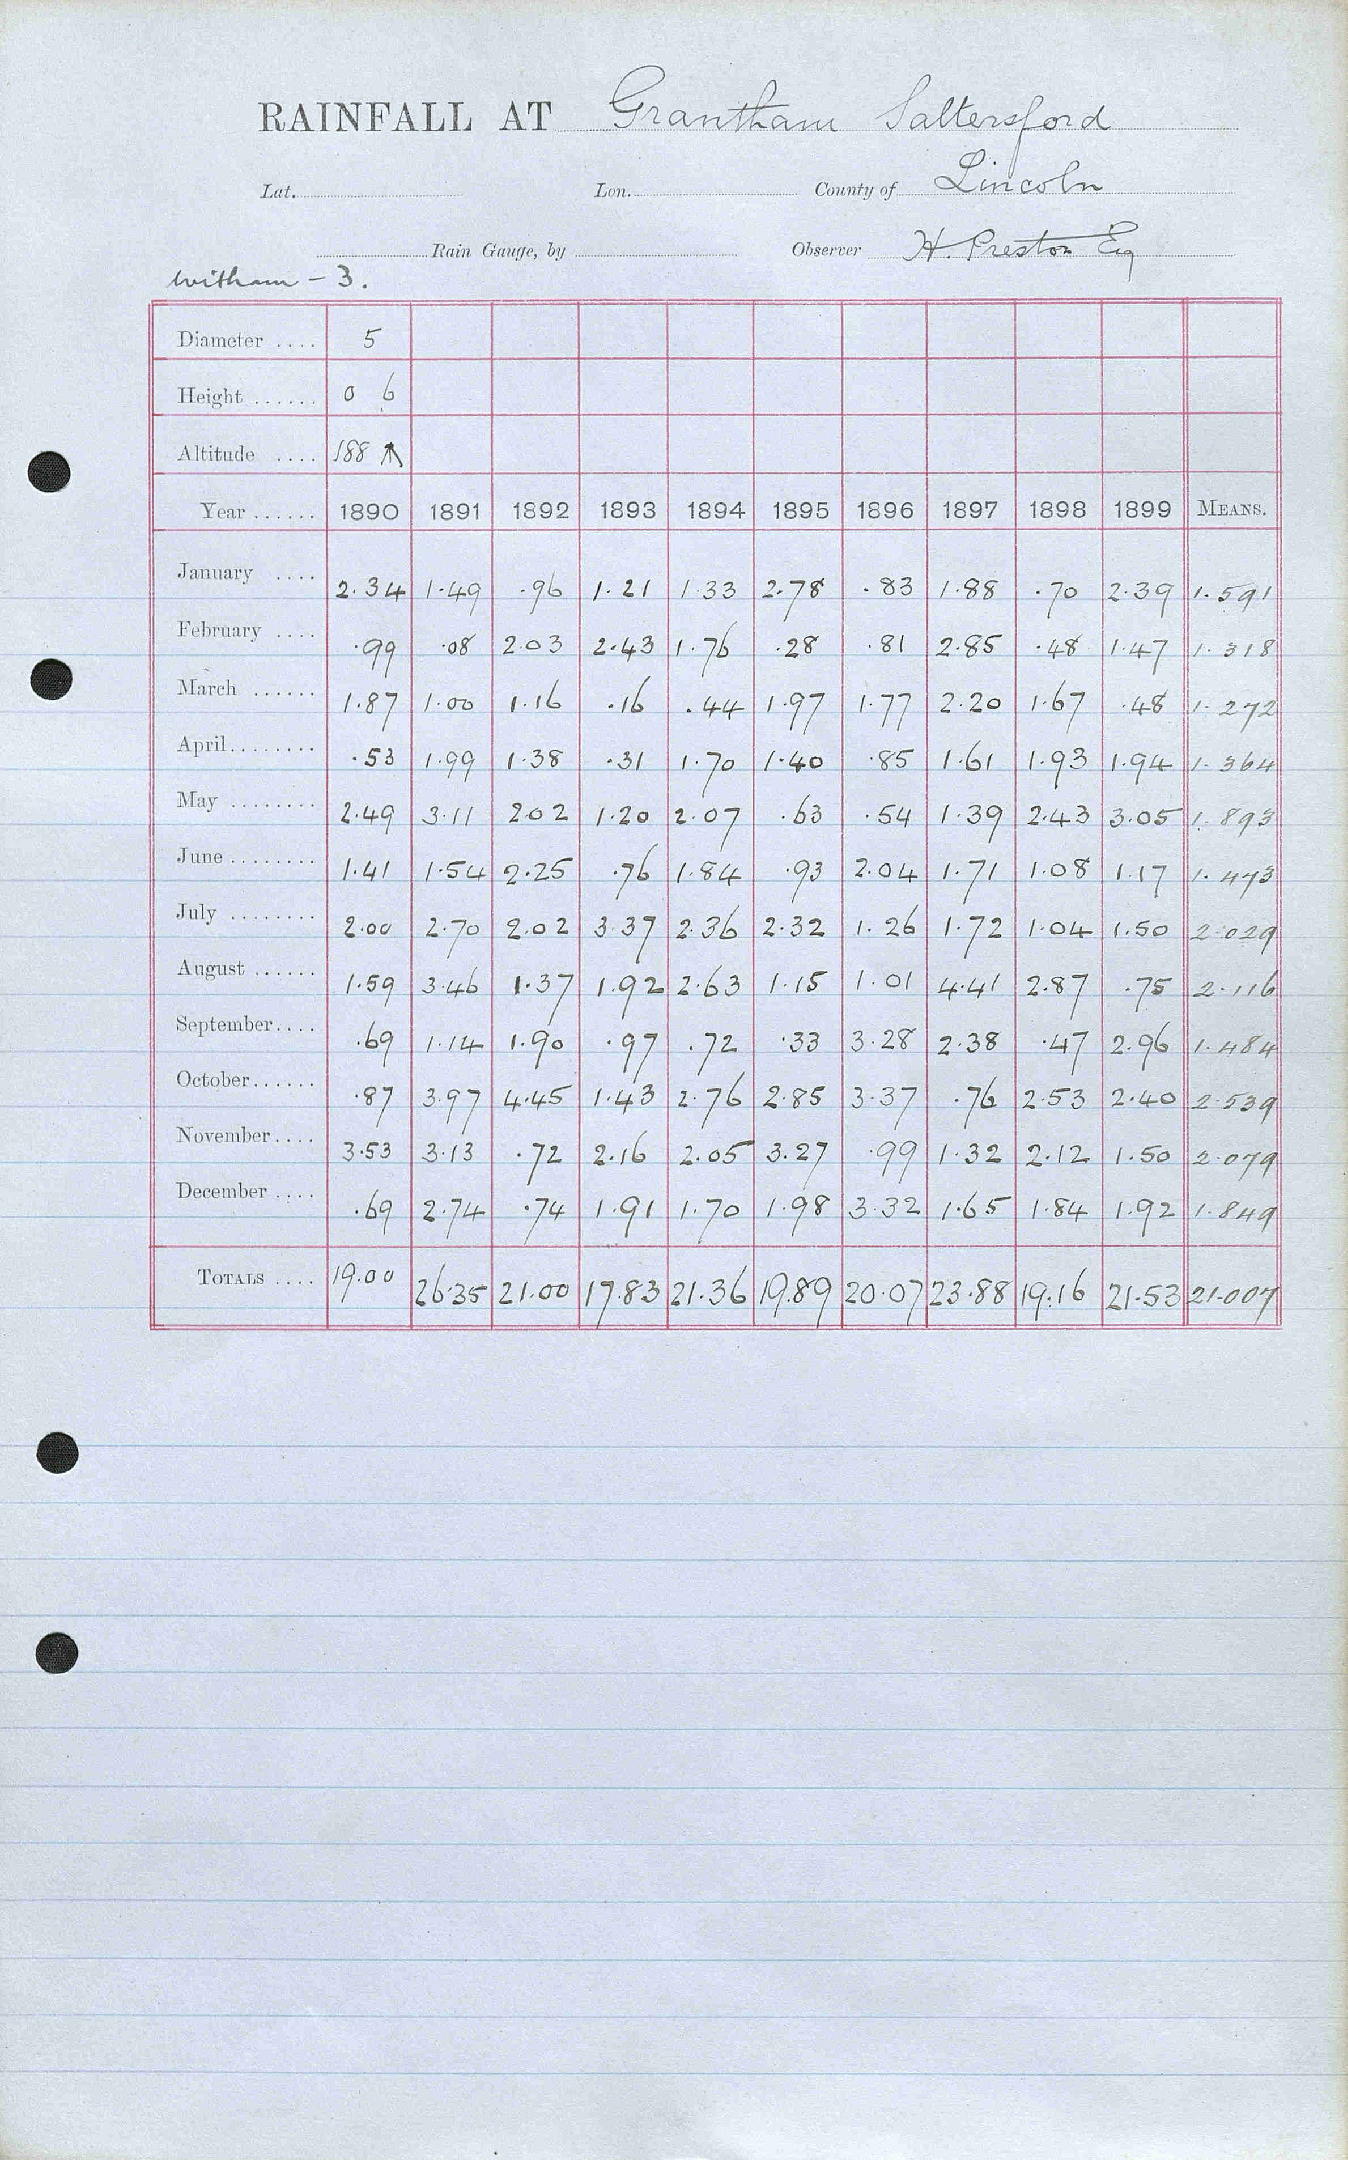 RAINFALL AT Grantham Saltersford
Lat. Lon. County of Lincoln
Rain Gauge, by Observer H. Preston Esq
Witham - 3.
Diameter .... 5
Height ...... 0 6
Altitude .... 188
Year ...... 1890 1891 1892 1893 1894 1895 1896 1897 1898 1899 MEANS.
January .... 2.34 1.49 .96 1.21 1.33 2.78 .83 1.88 .70 2.39 1.591
February .... .99 .08 2.03 2.43 1.76 .28 .81 2.85 .48 1.47 1.318
March ...... 1.87 1.00 1.16 .16 .44 1.97 1.77 2.20 1.67 .48 1.272
April........ .53 1.99 1.38 .31 1.70 1.40 .85 1.61 1.93 1.94 1.364
May ........ 2.49 3.11 2.02 1.20 2.07 .63 .54 1.39 2.43 3.05 1.893
June ........ 1.41 1.54 2.25 .76 1.84 .93 2.04 1.71 1.08 1.17 1.473
July ........ 2.00 2.70 2.02 3.37 2.36 2.32 1.26 1.72 1.04 1.50 2.029
August ...... 1.59 3.46 1.37 1.92 2.63 1.15 1.01 4.41 2.87 .75 2.116
September.... .69 1.14 1.90 .97 .72 .33 3.28 2.38 .47 2.96 1.484
October...... .87 3.97 4.45 1.43 2.76 2.85 3.37 .76 2.53 2.40 2.539
November.... 3.53 3.13 .72 2.16 2.05 3.27 .99 1.32 2.12 1.50 2.079
December .... .69 2.74 .74 1.91 1.70 1.98 3.32 1.65 1.84 1.92 1.849
TOTALS .... 19.00 26.35 21.00 17.83 21.36 19.89 20.07 23.88 19.16 21.53 21.007